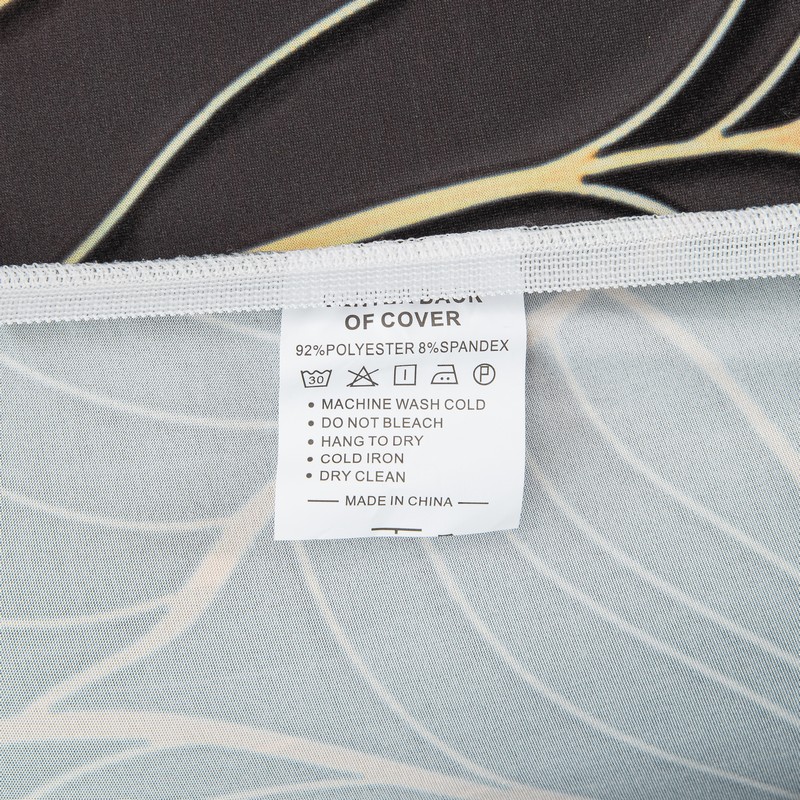 BACK
OF COVER
92%POLYESTER 8%SPANDEX
30
• MACHINE WASH COLD
• DO NOT BLEACH
• HANG TO DRY
• COLD IRON
• DRY CLEAN
MADE IN CHINA